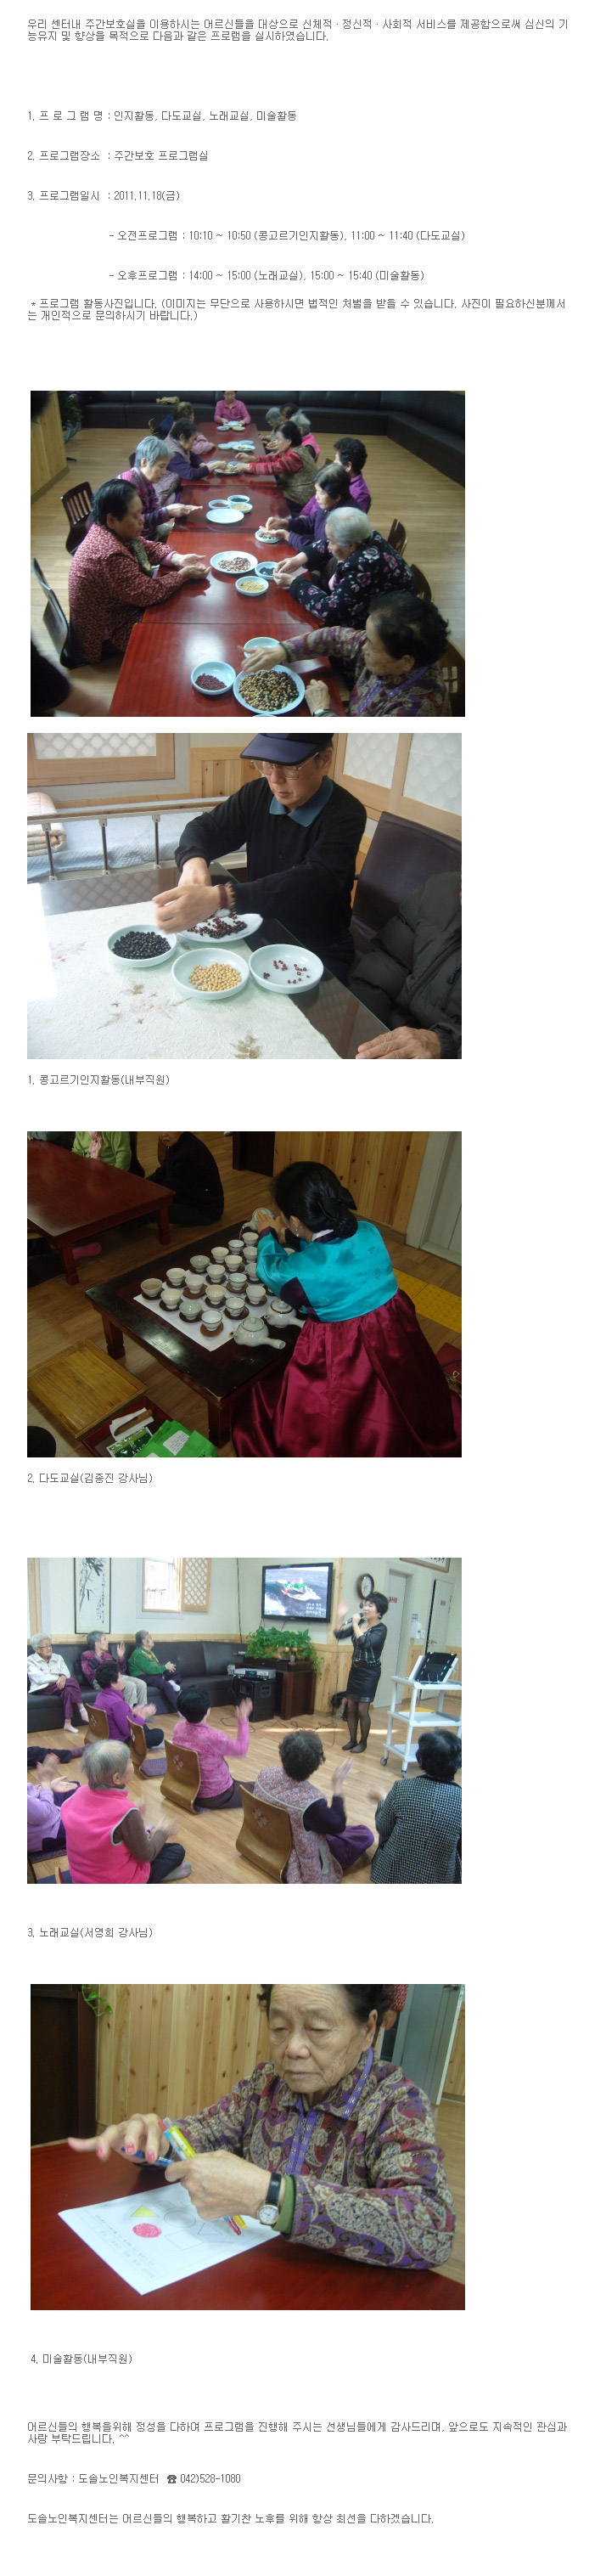 우리 센터내 주간보호실을 이용하시는 어르신들을 대상으로 신체적·정신적·사회적 서비스를 제공함으로써 심신의 기
능유지 및 향상을 목적으로 다음과 같은 프로램을 실시하였습니다.
1. 프 로 그 램 명 : 인지활동, 다도교실, 노래교실, 미술활동
2. 프로그램장소 : 주간보호 프로그램실
3. 프로그램일시 : 2011.11.18(금)
- 오전프로그램 : 10:10 ~ 10:50 (콩고르기인지활동), 11:00 ~ 11:40 (다도교실)
- 오후프로그램 : 14:00 ~ 15:00 (노래교실), 15:00 ~ 15:40 (미술활동)
* 프로그램 활동사진입니다. (이미지는 무단으로 사용하시면 법적인 처벌을 받을 수 있습니다. 사진이 필요하신분께서
는 개인적으로 문의하시기 바랍니다.)
1. 콩고르기인지활동(내부직원)
2. 다도교실(김종진 강사님)
3. 노래교실(서영희 강사님)
4. 미술활동(내부직원)
어르신들의 행복을위해 정성을 다하여 프로그램을 진행해 주시는 선생님들에게 감사드리며, 앞으로도 지속적인 관심과
사랑 부탁드립니다. ^^
문의사항 : 도솔노인복지센터 ☎ 042)528-1080
도솔노인복지센터는 어르신들의 행복하고 활기찬 노후를 위해 항상 최선을 다하겠습니다.